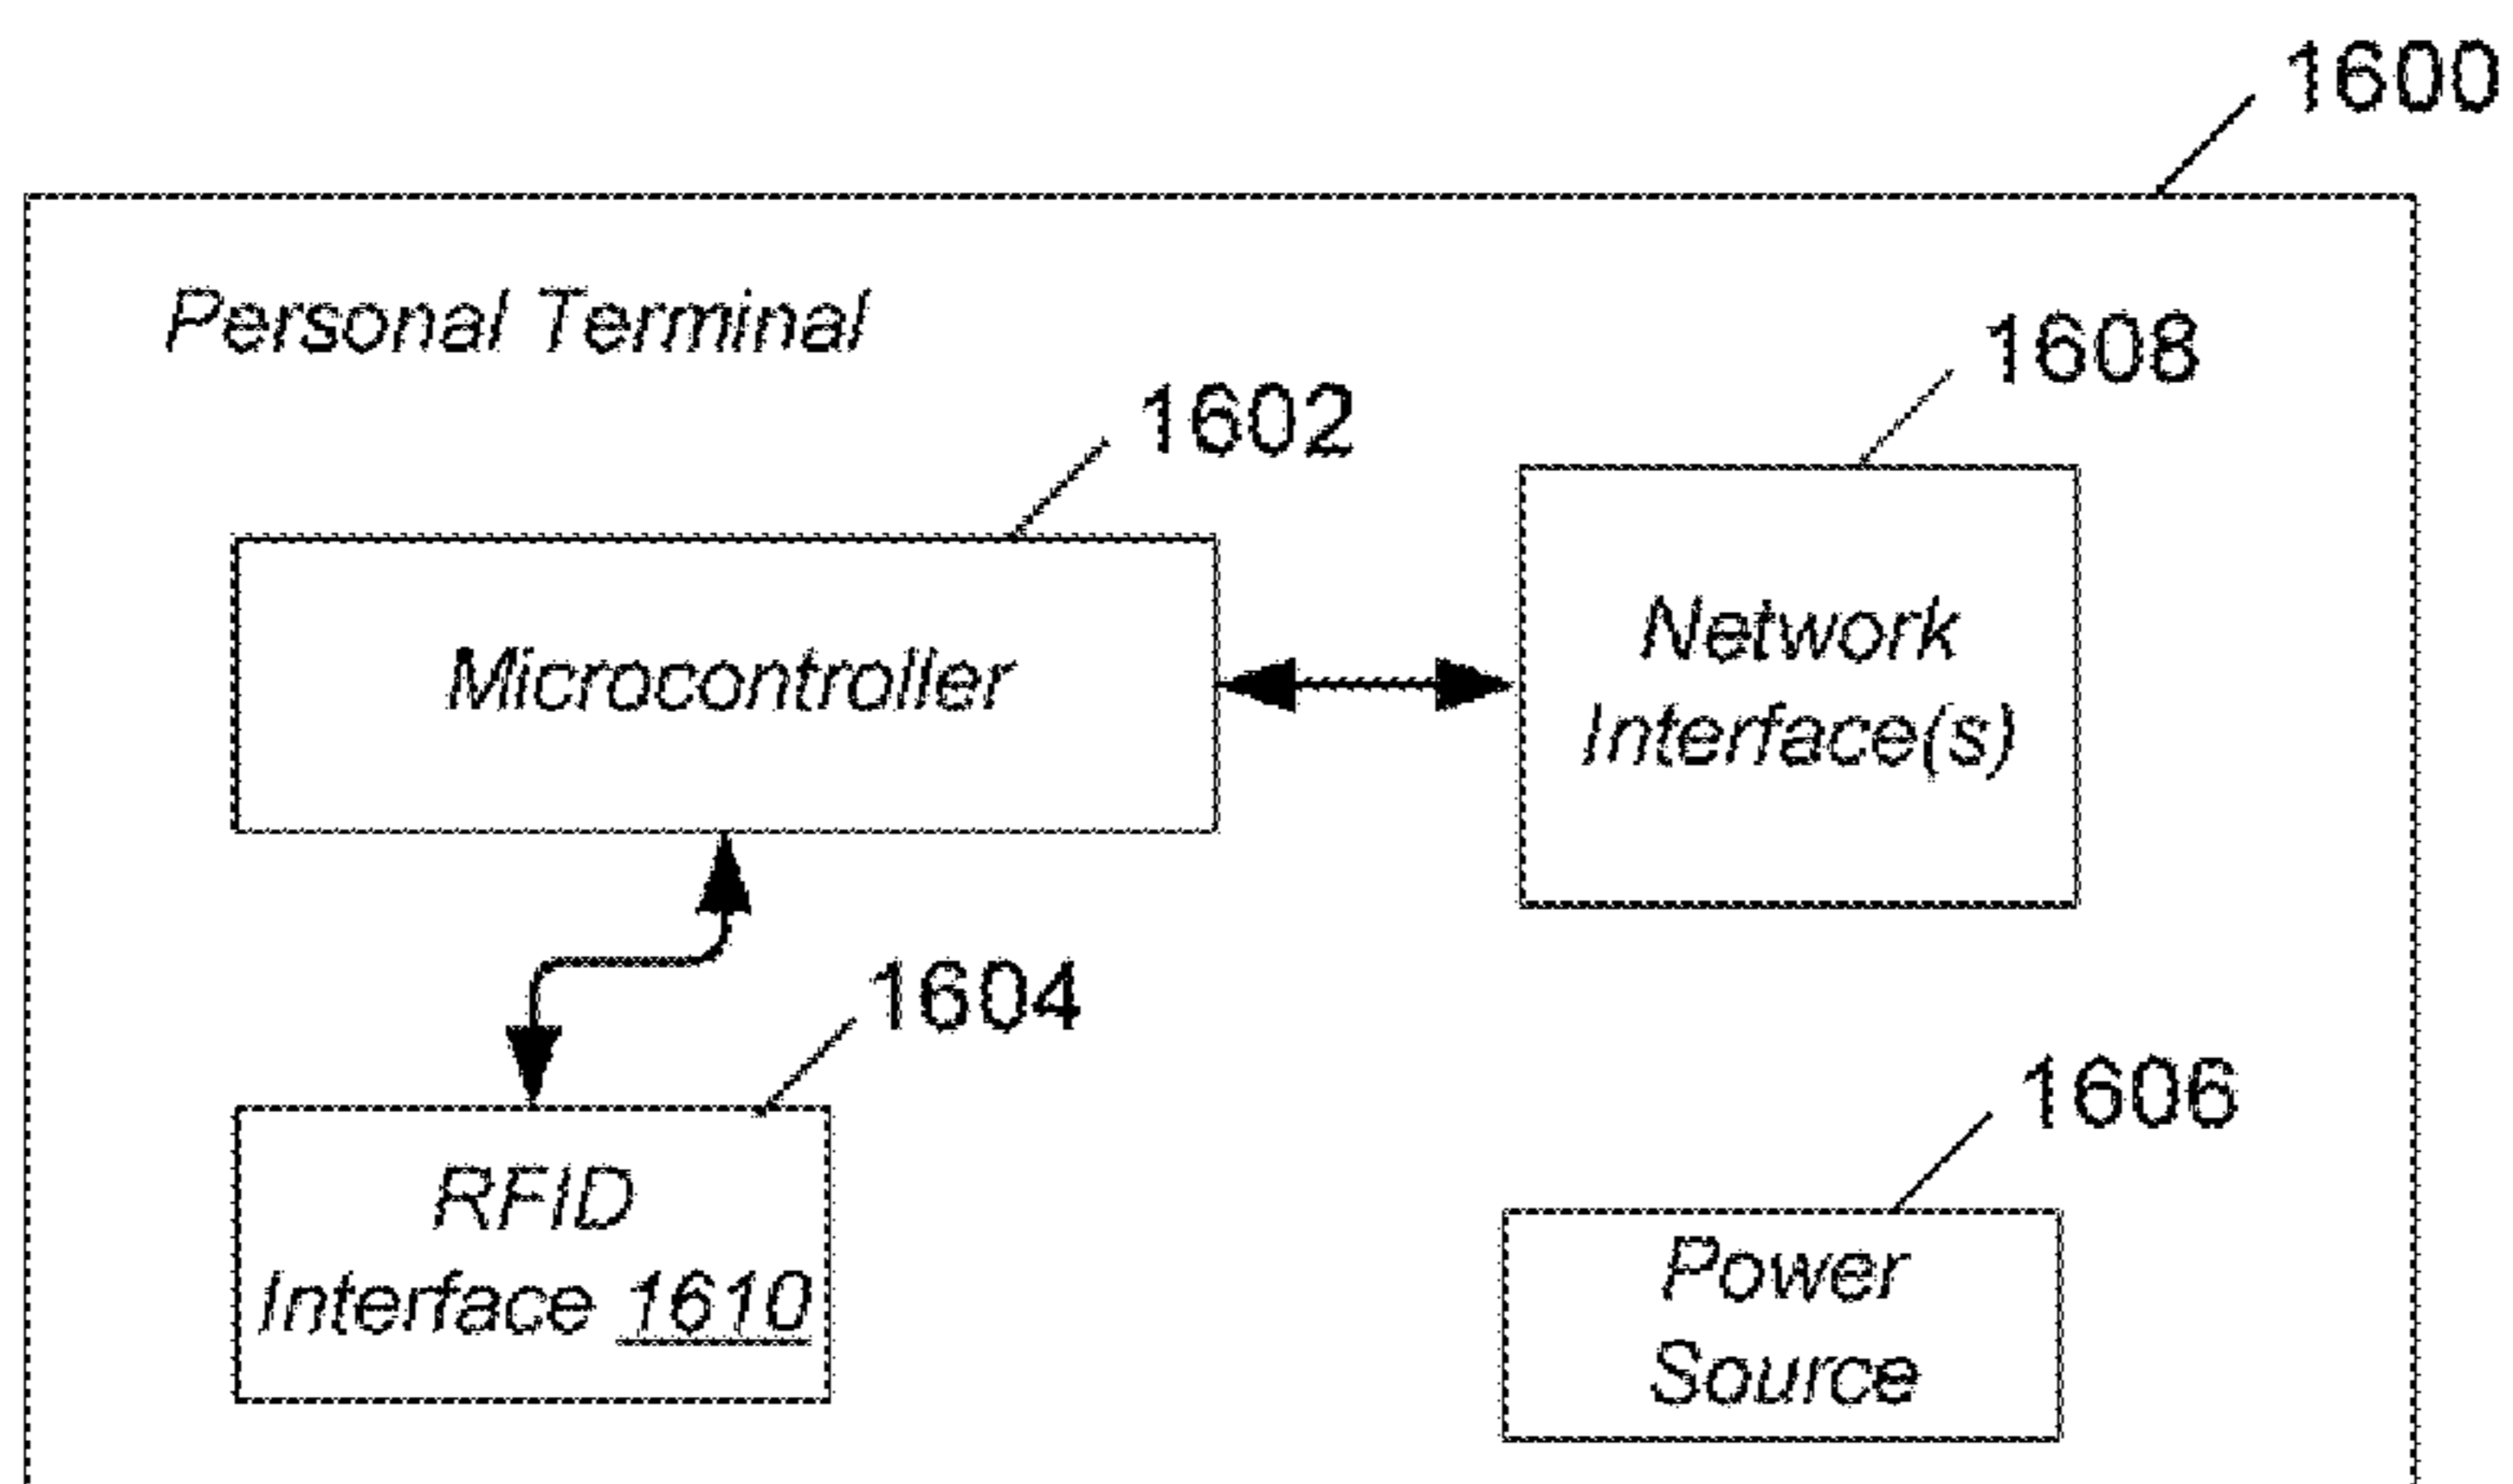 1600
Personal Terminal
1608
1602
Network
Interface(s)
Microcontroller
1604
1606
RFID
Interface 1610
Power
Source